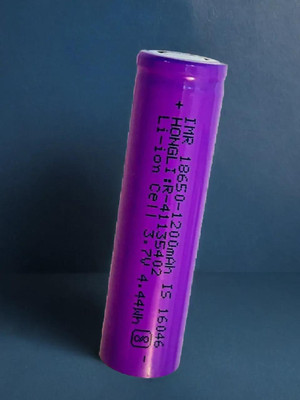 + IMR 18650-1200mAh IS 16046
HONGLI:R-41135402
Li-ion Cell 3.7V 4.44Wh -